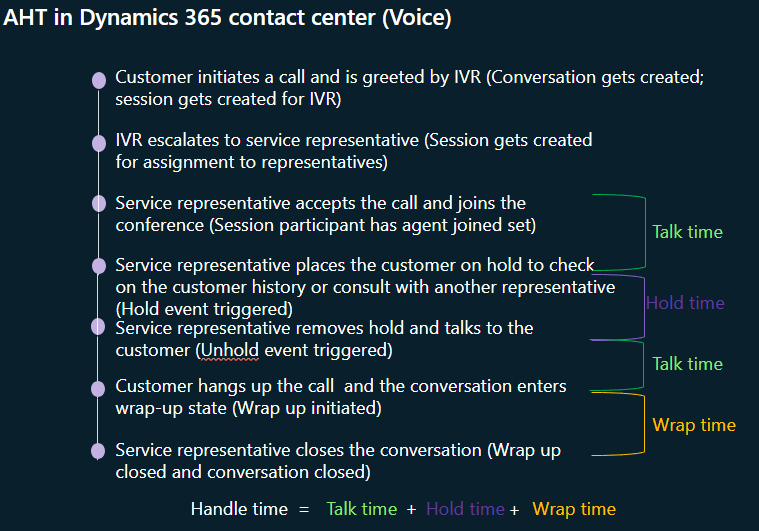 AHT in Dynamics 365 contact center (Voice)
Customer initiates a call and is greeted by IVR (Conversation gets created;
session gets created for IVR)
IVR escalates to service representative (Session gets created
for assignment to representatives)
Service representative accepts the call and joins the
conference (Session participant has agent joined set)
Talk time
Service representative places the customer on hold to check
on the customer history or consult with another representative
(Hold event triggered)
Hold time
Service representative removes hold and talks to the
customer (Unhold event triggered)
Talk time
Customer hangs up the call and the conversation enters
wrap-up state (Wrap up initiated)
Wrap time
Service representative closes the conversation (Wrap up
closed and conversation closed)
Handle time = Talk time + Hold time + Wrap time